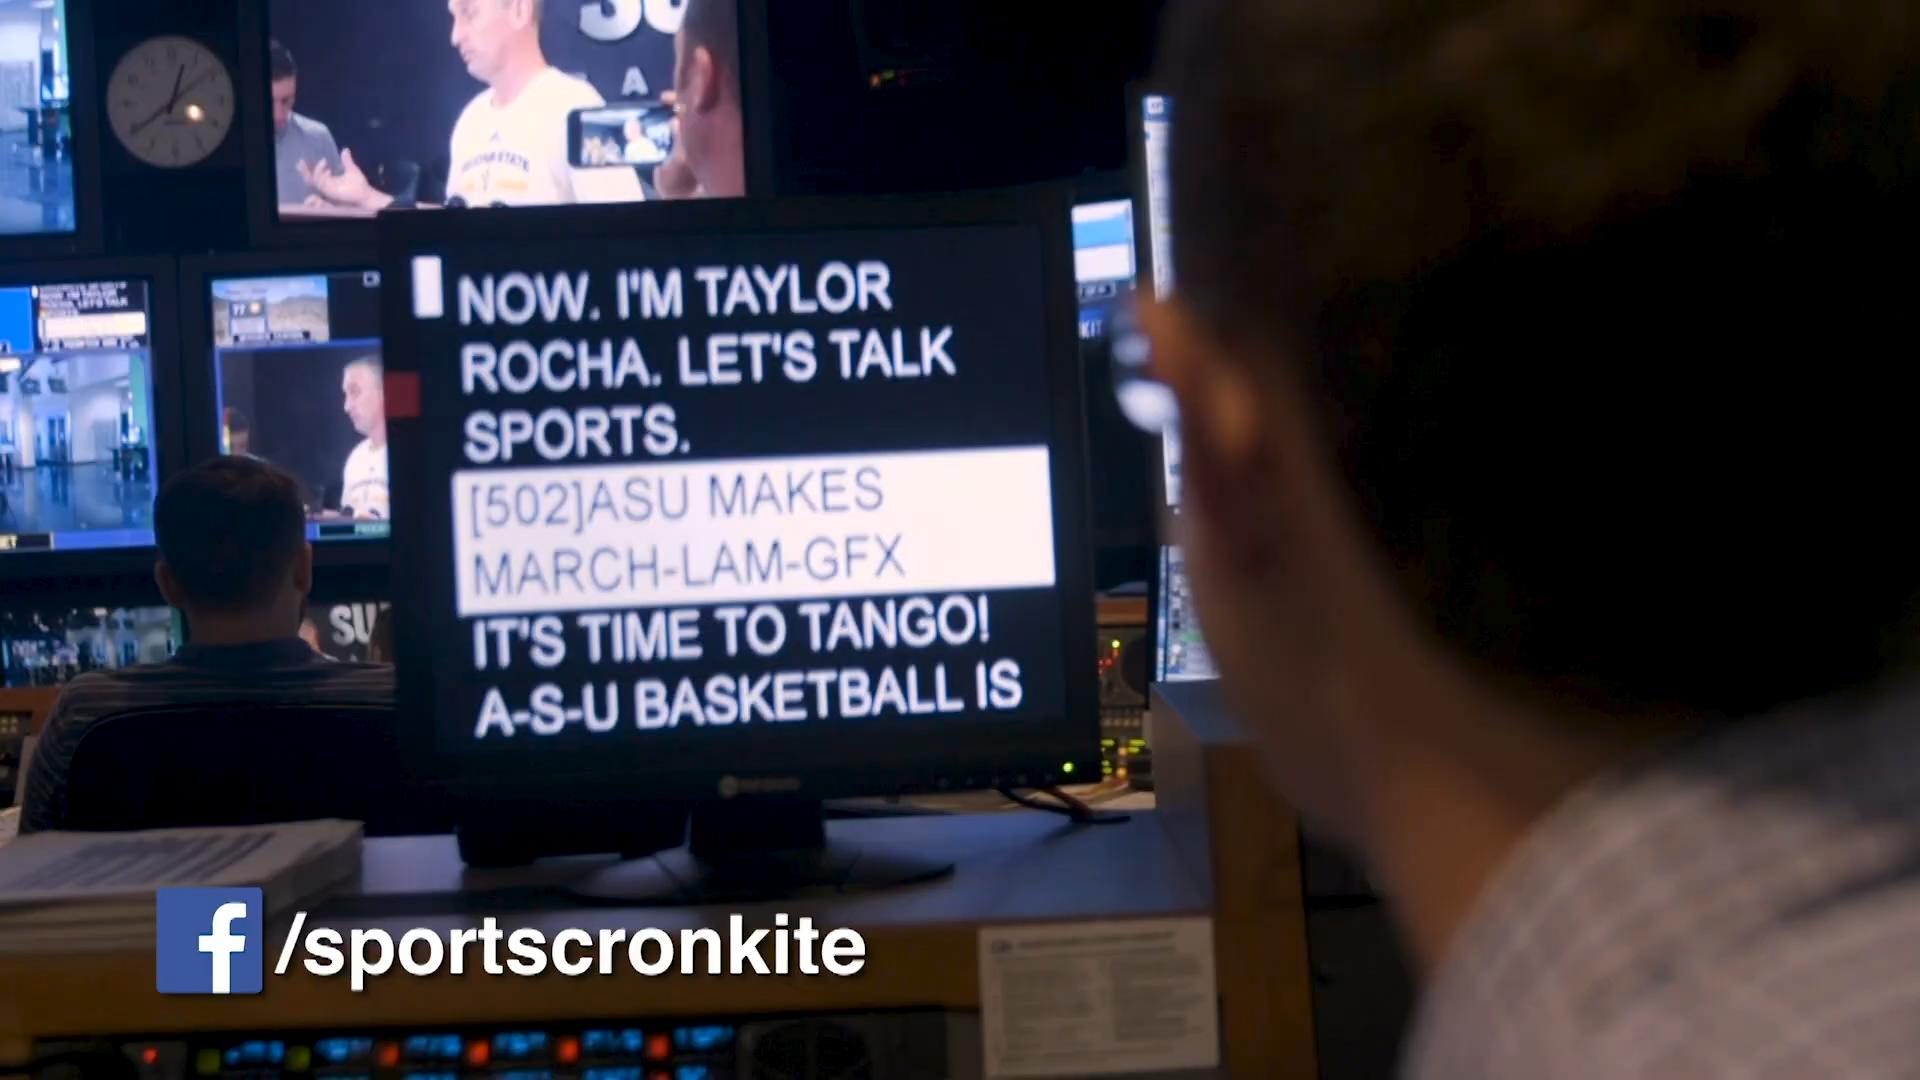 A
NOW. I'M TAYLOR
ROCHA. LET'S TALK
SPORTS.
[502]ASU MAKES
MARCH-LAM-GFX
IT'S TIME TO TANGO!
A-S-U BASKETBALL IS
SU
/sportscronkite